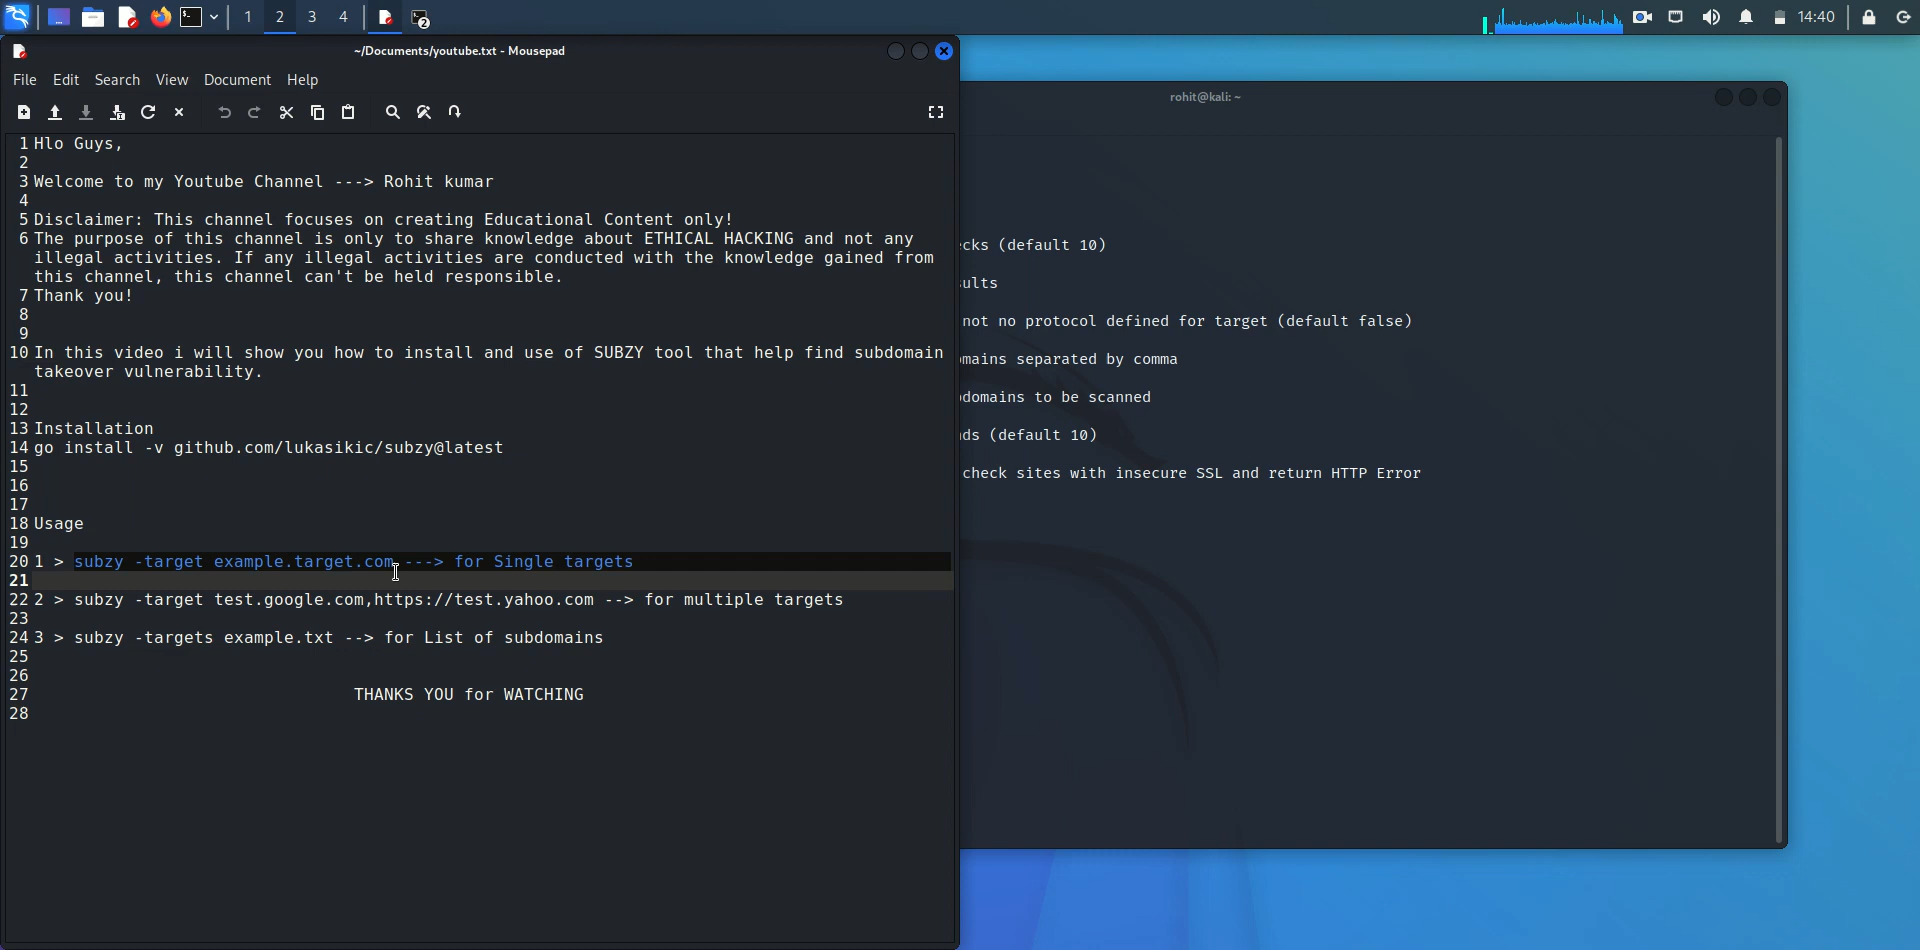 1 2 3 4
2
14:40
~/Documents/youtube.txt - Mousepad
File Edit Search View Document Help
1 Hlo Guys,
2
3 Welcome to my Youtube Channel ---> Rohit kumar
4
5 Disclaimer: This channel focuses on creating Educational Content only!
6 The purpose of this channel is only to share knowledge about ETHICAL HACKING and not any
illegal activities. If any illegal activities are conducted with the knowledge gained from
this channel, this channel can't be held responsible.
7 Thank you!
8
9
10 In this video i will show you how to install and use of SUBZY tool that help find subdomain
takeover vulnerability.
11
12
13 Installation
14 go install -v github.com/lukasikic/subzy@latest
15
16
17
18 Usage
19
20 1 > subzy -target example.target.com ---> for Single targets
21
22 2 > subzy -target test.google.com,https://test.yahoo.com --> for multiple targets
23
24 3 > subzy -targets example.txt --> for List of subdomains
25
26
27 THANKS YOU for WATCHING
28
rohit@kali: ~
cks (default 10)
sults
not no protocol defined for target (default false)
mains separated by comma
domains to be scanned
ds (default 10)
check sites with insecure SSL and return HTTP Error